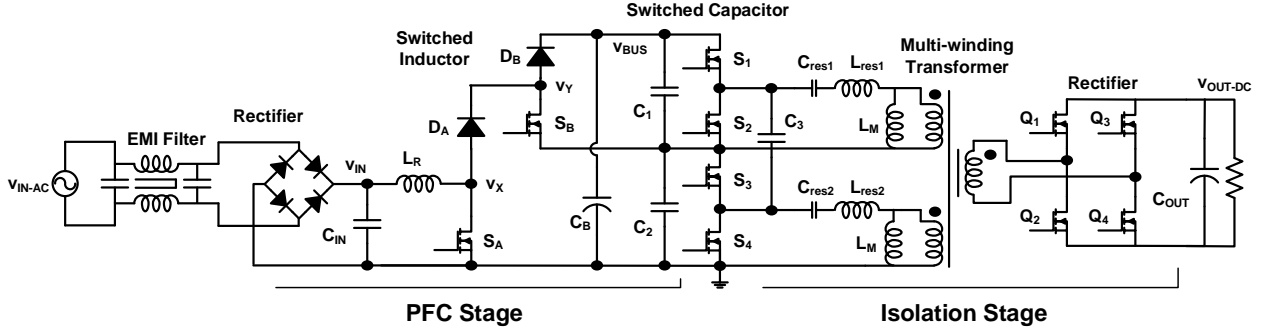 Switched Capacitor
Switched
Inductor
Multi-winding
Transformer
Rectifier
EMI Filter
Rectifier
v_IN-AC
v_IN
C_IN
L_R
v_X
S_A
D_A
D_B
v_Y
S_B
C_B
v_BUS
C_1
C_2
S_1
S_2
S_3
S_4
C_3
C_res1
L_res1
L_M
C_res2
L_res2
L_M
Q_1
Q_3
Q_2
Q_4
C_OUT
v_OUT-DC
PFC Stage
Isolation Stage